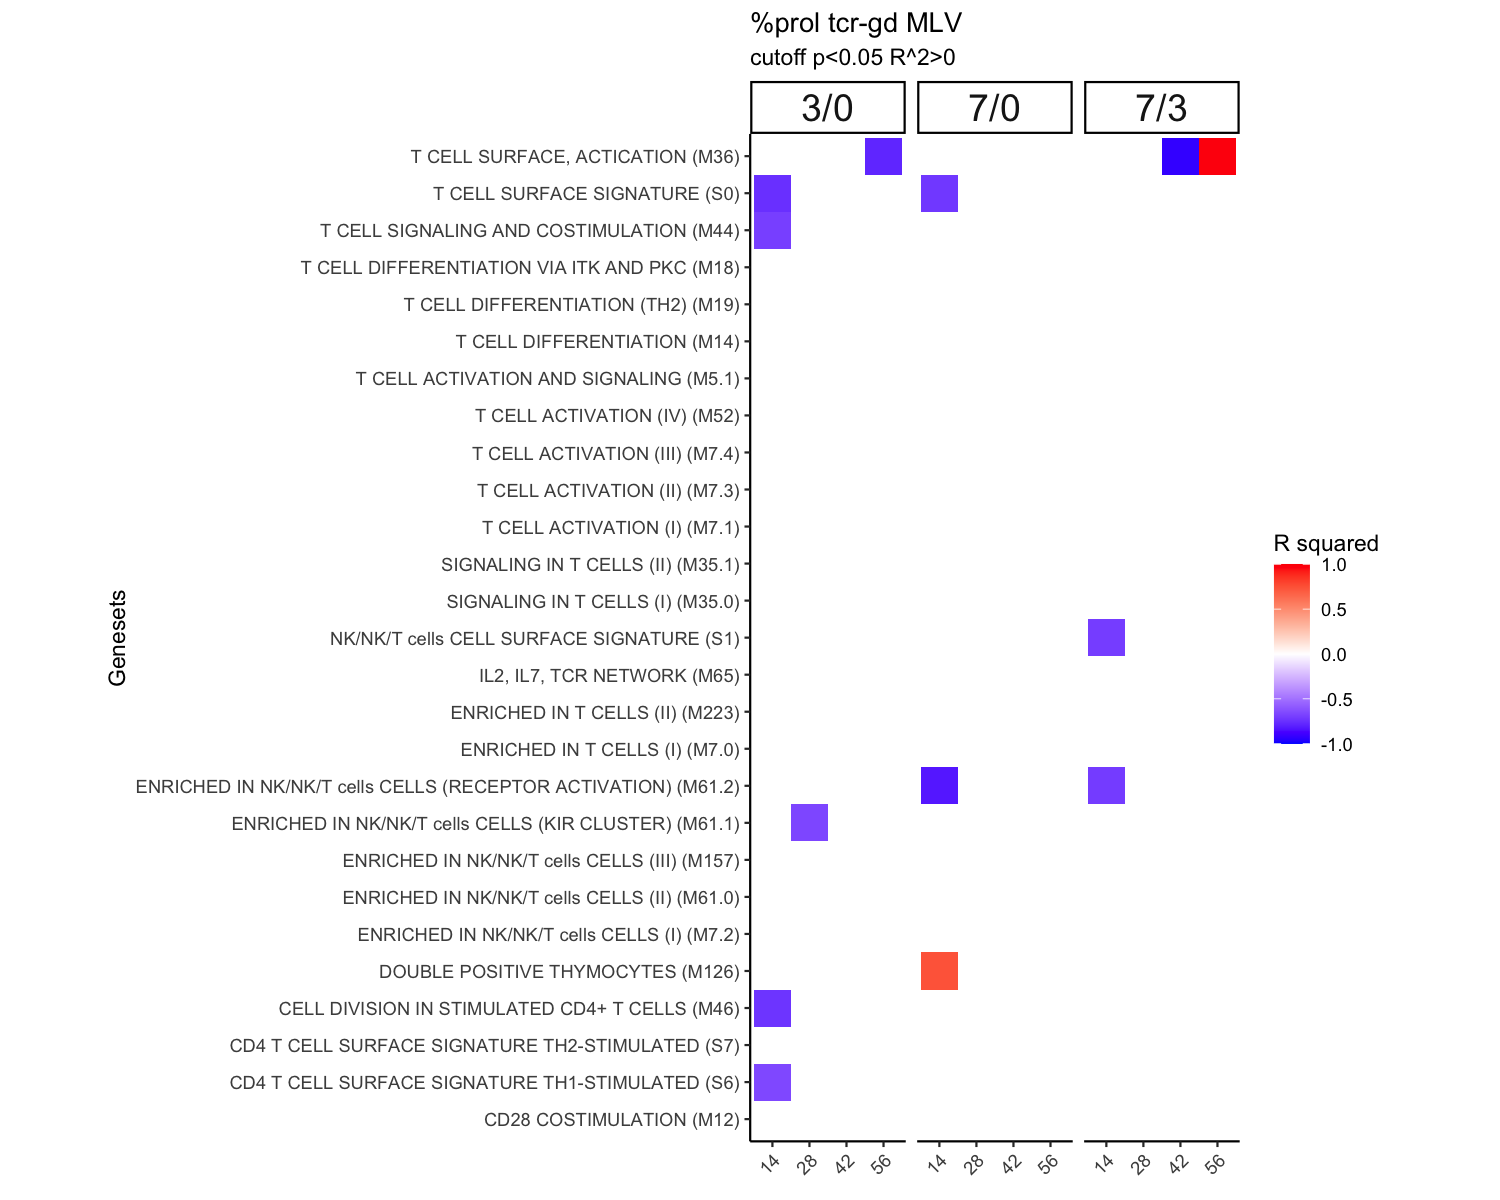 %prol tcr-gd MLV
cutoff p<0.05 R^2>0
3/0 7/0 7/3
T CELL SURFACE, ACTICATION (M36)
T CELL SURFACE SIGNATURE (S0)
T CELL SIGNALING AND COSTIMULATION (M44)
T CELL DIFFERENTIATION VIA ITK AND PKC (M18)
T CELL DIFFERENTIATION (TH2) (M19)
T CELL DIFFERENTIATION (M14)
T CELL ACTIVATION AND SIGNALING (M5.1)
T CELL ACTIVATION (IV) (M52)
T CELL ACTIVATION (III) (M7.4)
T CELL ACTIVATION (II) (M7.3)
T CELL ACTIVATION (I) (M7.1)
SIGNALING IN T CELLS (II) (M35.1)
SIGNALING IN T CELLS (I) (M35.0)
NK/NK/T cells CELL SURFACE SIGNATURE (S1)
IL2, IL7, TCR NETWORK (M65)
ENRICHED IN T CELLS (II) (M223)
ENRICHED IN T CELLS (I) (M7.0)
ENRICHED IN NK/NK/T cells CELLS (RECEPTOR ACTIVATION) (M61.2)
ENRICHED IN NK/NK/T cells CELLS (KIR CLUSTER) (M61.1)
ENRICHED IN NK/NK/T cells CELLS (III) (M157)
ENRICHED IN NK/NK/T cells CELLS (II) (M61.0)
ENRICHED IN NK/NK/T cells CELLS (I) (M7.2)
DOUBLE POSITIVE THYMOCYTES (M126)
CELL DIVISION IN STIMULATED CD4+ T CELLS (M46)
CD4 T CELL SURFACE SIGNATURE TH2-STIMULATED (S7)
CD4 T CELL SURFACE SIGNATURE TH1-STIMULATED (S6)
CD28 COSTIMULATION (M12)
Genesets
14 28 42 56 14 28 42 56 14 28 42 56
R squared
1.0
0.5
0.0
-0.5
-1.0